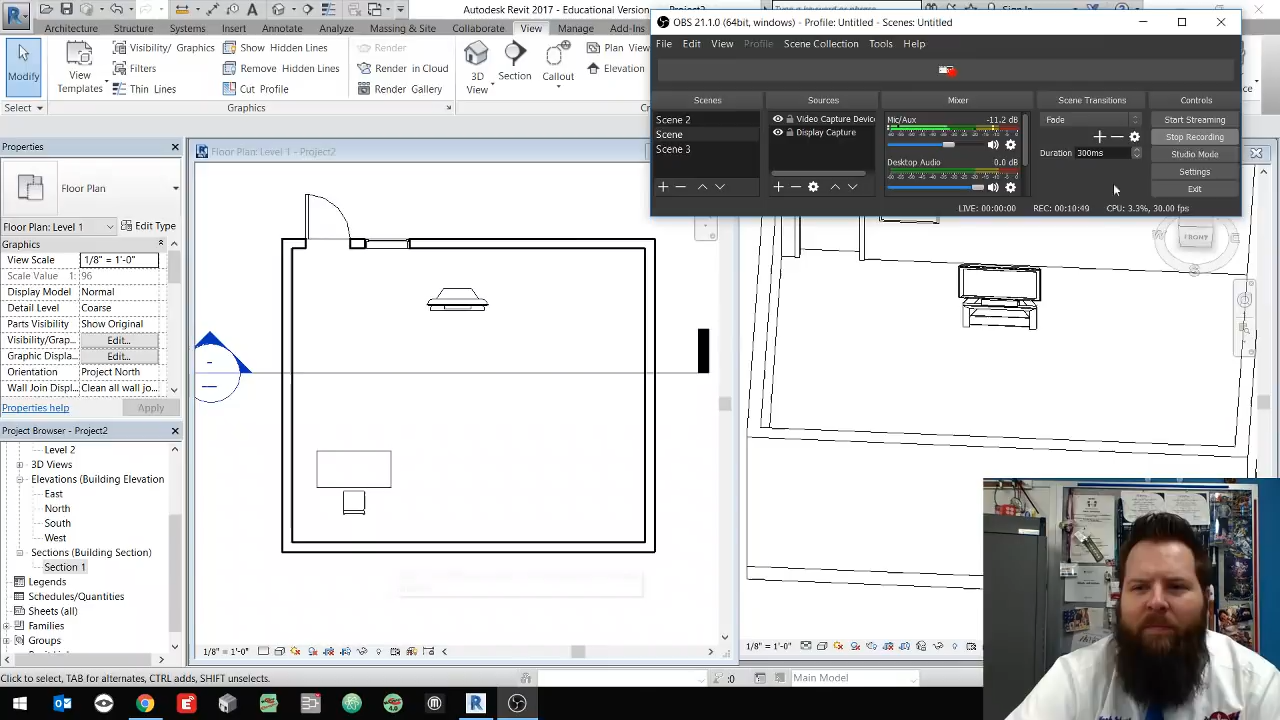 Autodesk Revit 2017 - Educational Version
OBS 21.1.0 (64bit, windows) - Profile: Untitled - Scenes: Untitled
File Edit View Profile Scene Collection Tools Help
Architecture Structure Systems Massing & Site View Manage Add-Ins
Modify
View
Templates
Visibility/ Graphics
Filters
Thin Lines
Show Hidden Lines
Remove Hidden Lines
Cut Profile
Render
Render in Cloud
3D
View
Section
Callout
Plan View
Elevation
Select Graphics
Scenes
Scene 2
Scene
Scene 3
Sources
Video Capture Devic
Display Capture
Mixer
Mic/Aux -11.2 dB
Desktop Audio 0.0 dB
Scene Transitions
Fade
Duration 300ms
Controls
Start Streaming
Stop Recording
Studio Mode
Settings
Exit
LIVE: 00:00:00 REC: 00:10:49 CPU: 3.3%, 30.00 fps
Properties
Floor Plan
Edit Type
Graphics
View Scale 1/8" = 1'-0"
Scale Value 1: 96
Display Model Normal
Detail Level Coarse
Parts Visibility Show Original
Visibility/Grap... Edit...
Graphic Displa... Edit...
Orientation Project North
Wall Join Displ... Clean all wall jo...
Properties help Apply
Project Browser - Project2
Level 2
3D Views
Elevations (Building Elevation
East
North
South
West
Sections (Building Section)
Section 1
Legends
Schedules/Quantities
Sheets (all)
Families
Groups
Floor Plan: Level 1 - Project2
FRONT
1/8" = 1'-0"
1/8" = 1'-0"
Click to select, TAB for alternates, CTRL adds, SHIFT unselects.
:0
Main Model